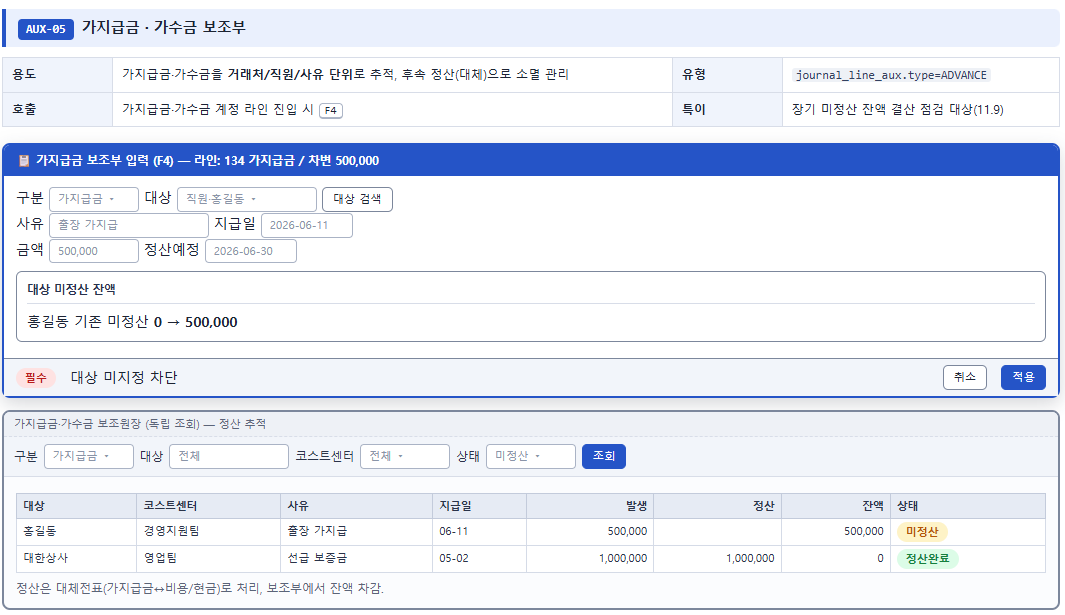 AUX-05 가지급금 · 가수금 보조부
용도 가지급금·가수금을 거래처/직원/사유 단위로 추적, 후속 정산(대체)으로 소멸 관리 유형 journal_line_aux.type=ADVANCE
호출 가지급금·가수금 계정 라인 진입 시 F4 특이 장기 미정산 잔액 결산 점검 대상(11.9)
📋 가지급금 보조부 입력 (F4) — 라인: 134 가지급금 / 차변 500,000
구분 가지급금 대상 직원·홍길동 대상 검색
사유 출장 가지급 지급일 2026-06-11
금액 500,000 정산예정 2026-06-30
대상 미정산 잔액
홍길동 기존 미정산 0 → 500,000
필수 대상 미지정 차단 취소 적용
가지급금·가수금 보조원장 (독립 조회) — 정산 추적
구분 가지급금 대상 전체 코스트센터 전체 상태 미정산 조회
대상 코스트센터 사유 지급일 발생 정산 잔액 상태
홍길동 경영지원팀 출장 가지급 06-11 500,000 500,000 미정산
대한상사 영업팀 선급 보증금 05-02 1,000,000 1,000,000 0 정산완료
정산은 대체전표(가지급금↔비용/현금)로 처리, 보조부에서 잔액 차감.